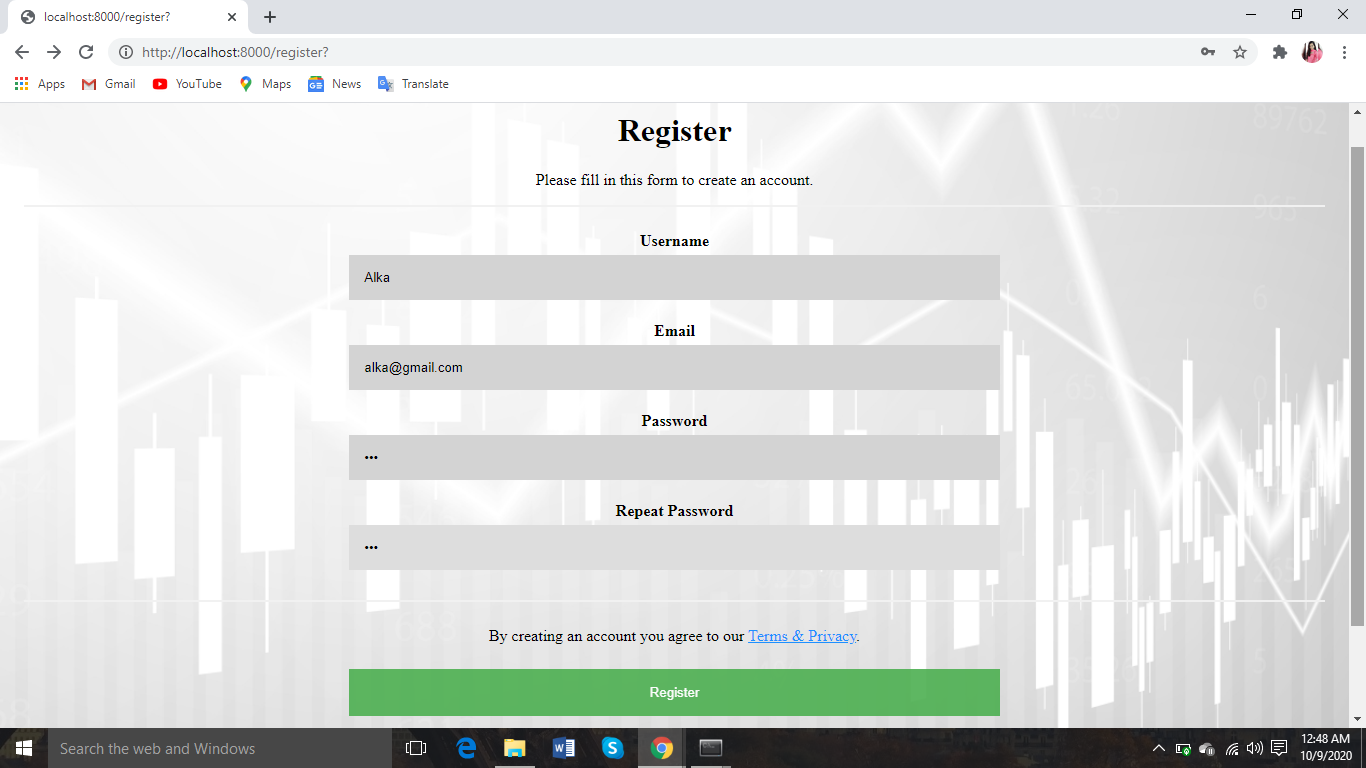 localhost:8000/register?
http://localhost:8000/register?
Apps Gmail YouTube Maps News Translate
Register
Please fill in this form to create an account.
Username
Alka
Email
alka@gmail.com
Password
•••
Repeat Password
•••
By creating an account you agree to our Terms & Privacy.
Register
Search the web and Windows
12:48 AM
10/9/2020